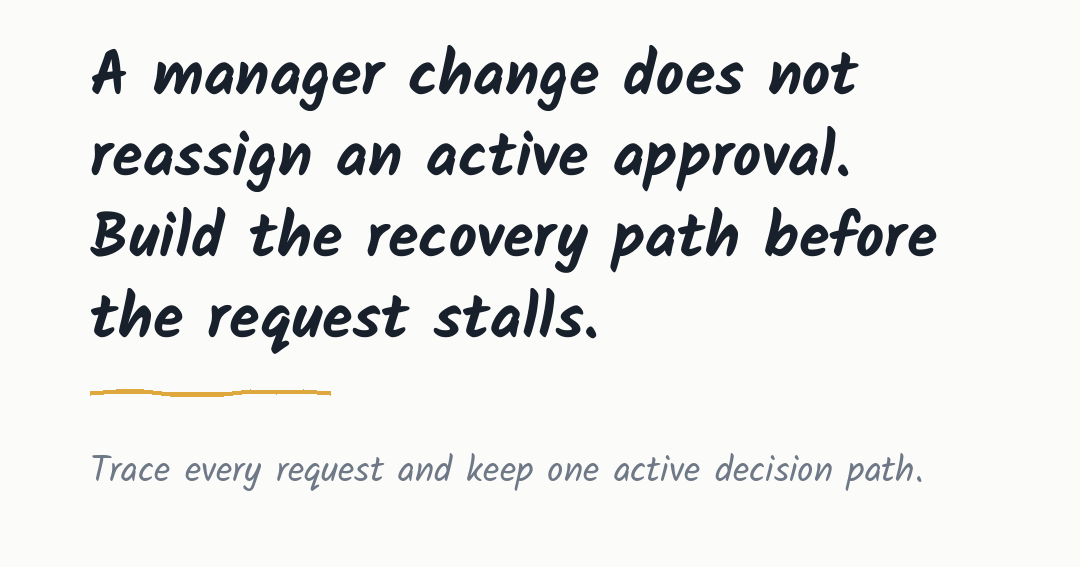 A manager change does not
reassign an active approval.
Build the recovery path before
the request stalls.
Trace every request and keep one active decision path.